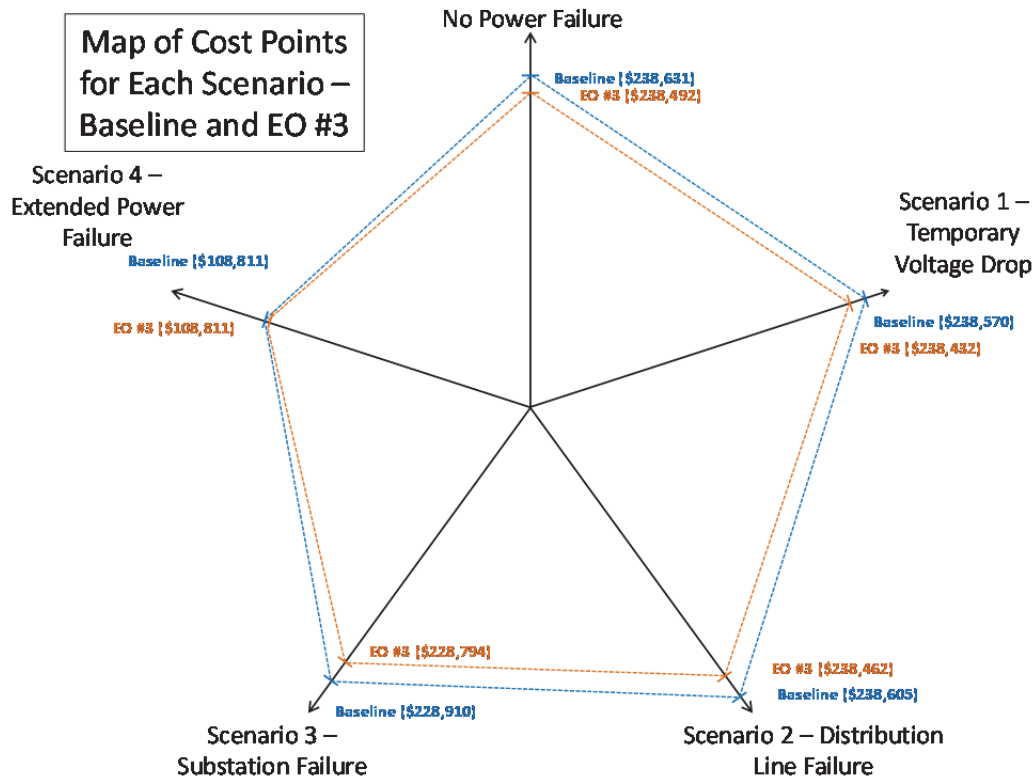 No Power Failure
Map of Cost Points
for Each Scenario –
Baseline and EO #3
Baseline ($238,631)
EO #3 ($238,492)
Scenario 4 –
Extended Power
Failure
Baseline ($108,811)
EO #3 ($108,811)
Scenario 1 –
Temporary
Voltage Drop
Baseline ($238,570)
EO #3 ($238,432)
EO #3 ($228,794)
Baseline ($228,910)
Scenario 3 –
Substation Failure
EO #3 ($238,462)
Baseline ($238,605)
Scenario 2 – Distribution
Line Failure